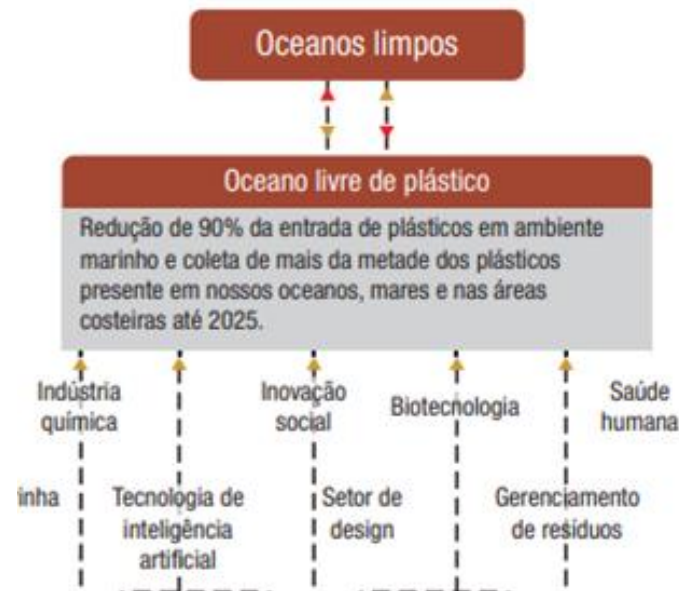 Oceanos limpos
Oceano livre de plástico
Redução de 90% da entrada de plásticos em ambiente
marinho e coleta de mais da metade dos plásticos
presente em nossos oceanos, mares e nas áreas
costeiras até 2025.
Indústria
química
Inovação
social
Biotecnologia
Saúde
humana
inha
Tecnologia de
inteligência
artificial
Setor de
design
Gerenciamento
de resíduos